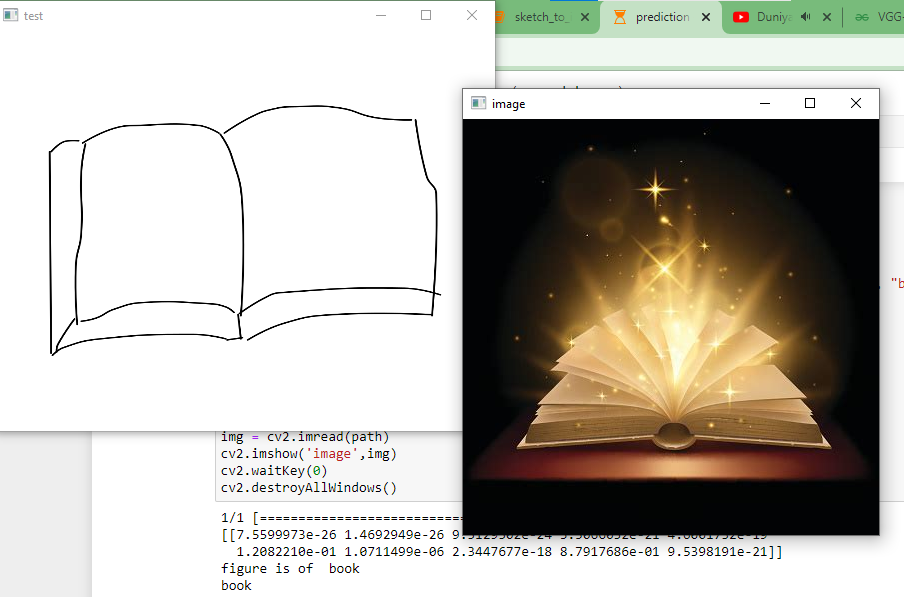 test
sketch_to_
prediction
Duniya
VGG-
image
"b
img = cv2.imread(path)
cv2.imshow('image',img)
cv2.waitKey(0)
cv2.destroyAllWindows()
1/1 [==============================
[[7.5599973e-26 1.4692949e-26
1.2082210e-01 1.0711499e-06 2.3447677e-18 8.7917686e-01 9.5398191e-21]]
figure is of  book
book